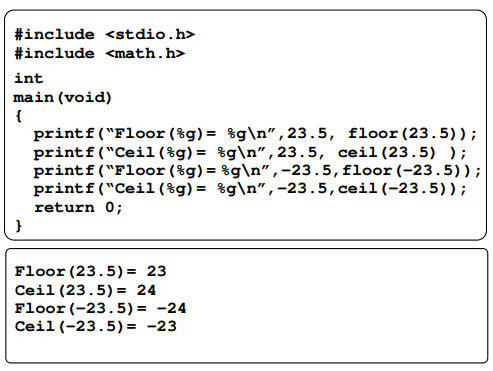 #include <stdio.h>
#include <math.h>
int
main(void)
{
printf(“Floor(%g)= %g\n”,23.5, floor(23.5));
printf(“Ceil(%g)= %g\n”,23.5, ceil(23.5) );
printf(“Floor(%g)= %g\n”,−23.5,floor(−23.5));
printf(“Ceil(%g)= %g\n”,−23.5,ceil(−23.5));
return 0;
}
Floor(23.5)= 23
Ceil(23.5)= 24
Floor(−23.5)= −24
Ceil(−23.5)= −23